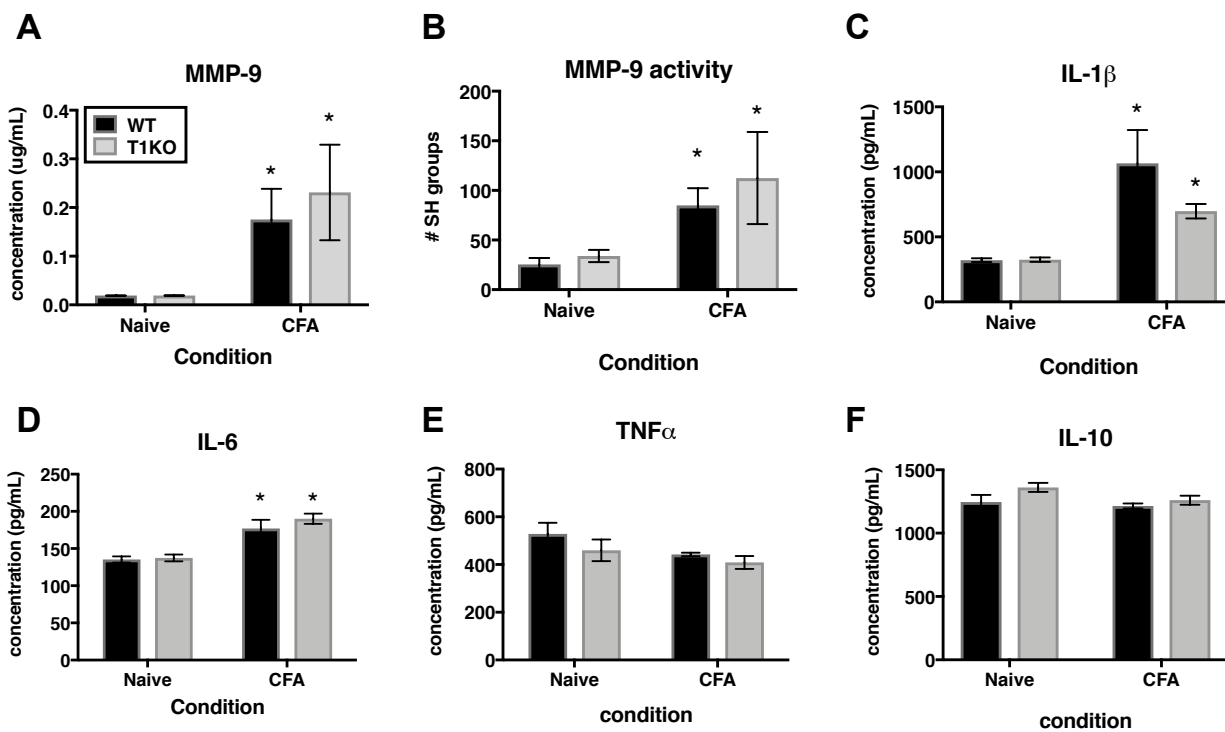 A
MMP-9
concentration (ug/mL)
0.4
0.3
0.2
0.1
0.0
WT
T1KO
*
*
Naive
CFA
Condition
B
MMP-9 activity
# SH groups
200
150
100
50
0
*
*
Naive
CFA
Condition
C
IL-1β
concentration (pg/mL)
1500
1000
500
0
*
*
Naive
CFA
Condition
D
IL-6
concentration (pg/mL)
250
200
150
100
50
0
*
*
Naive
CFA
Condition
E
TNFα
concentration (pg/mL)
800
600
400
200
0
Naive
CFA
condition
F
IL-10
concentration (pg/mL)
1500
1000
500
0
Naive
CFA
condition